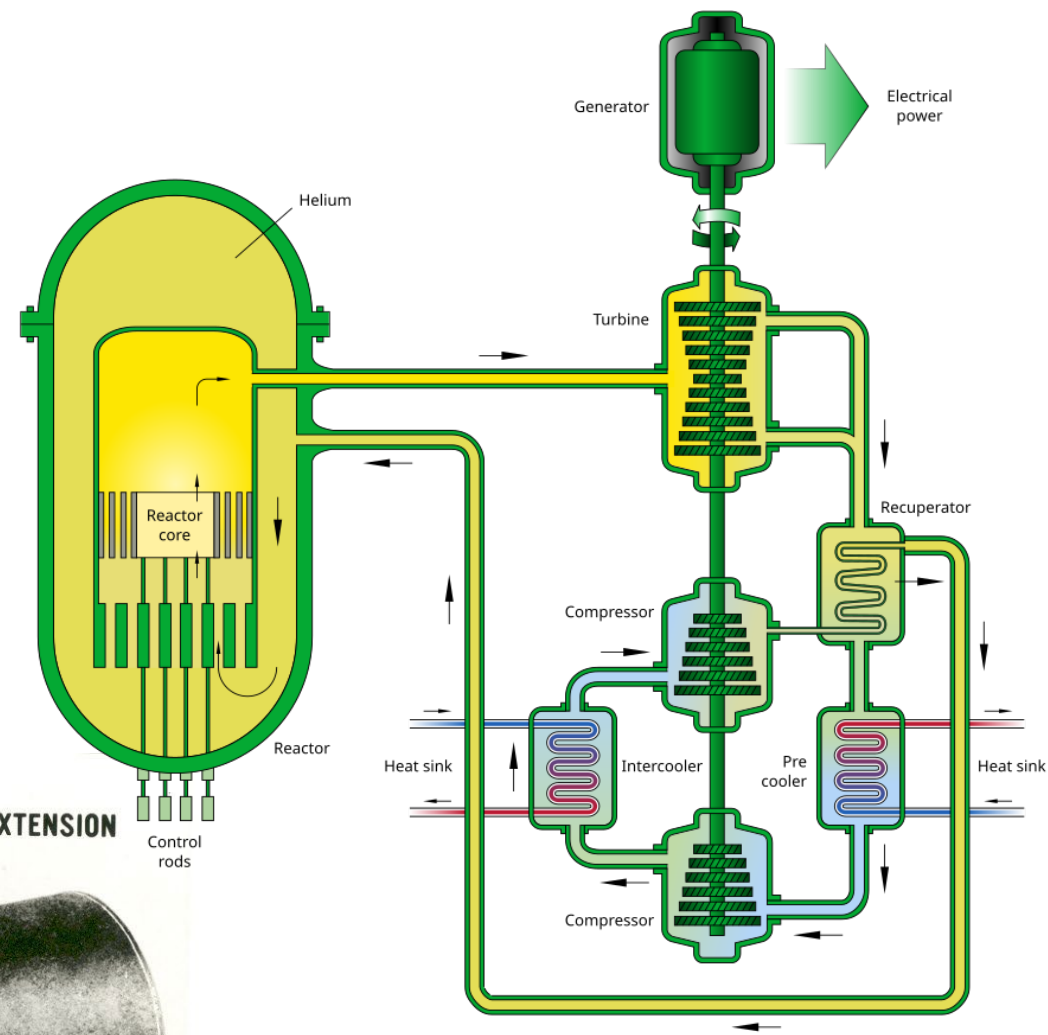 Generator
Electrical
power
Helium
Turbine
Reactor
core
Recuperator
Compressor
Reactor
Heat sink
Intercooler
Pre
cooler
Heat sink
XTENSION
Control
rods
Compressor